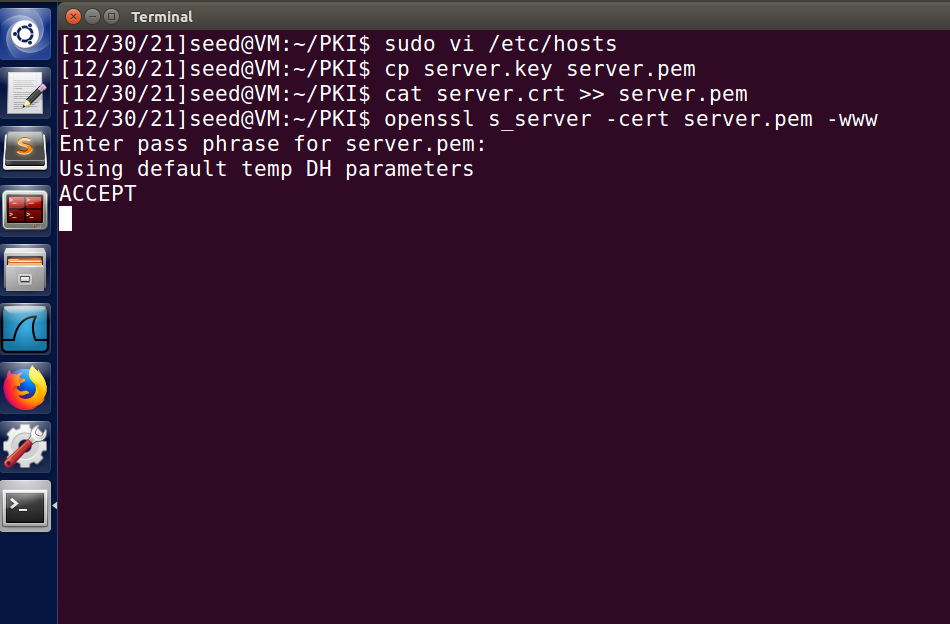 Terminal
[12/30/21]seed@VM:~/PKI$ sudo vi /etc/hosts
[12/30/21]seed@VM:~/PKI$ cp server.key server.pem
[12/30/21]seed@VM:~/PKI$ cat server.crt >> server.pem
[12/30/21]seed@VM:~/PKI$ openssl s_server -cert server.pem -www
Enter pass phrase for server.pem:
Using default temp DH parameters
ACCEPT